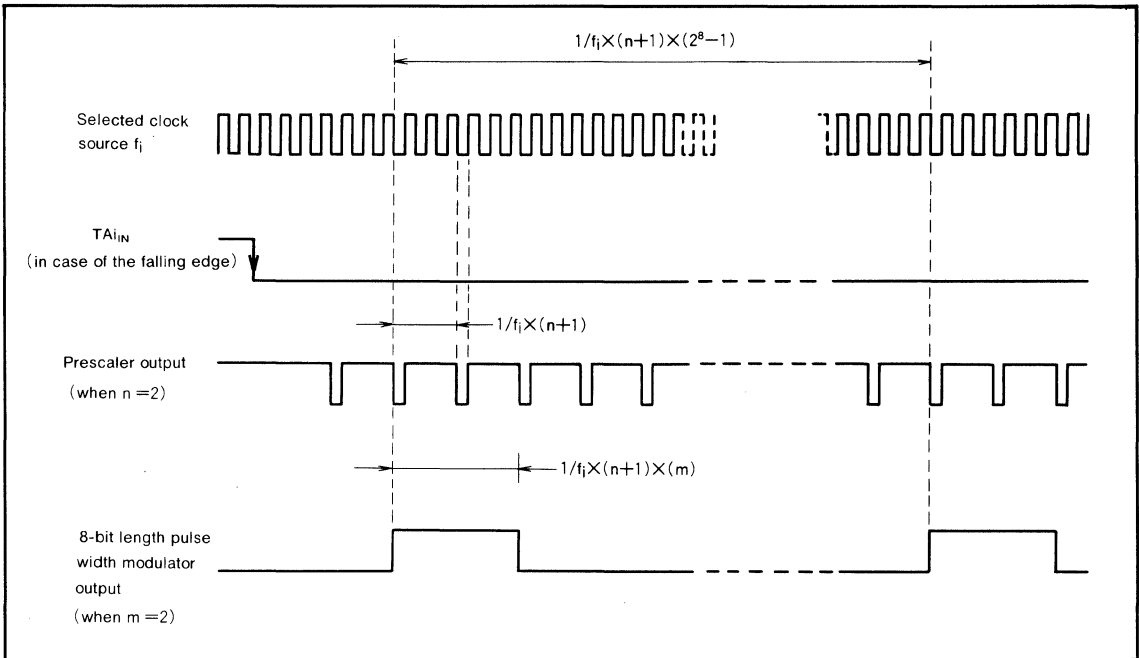 1/fᵢ×(n+1)×(2⁸−1)
Selected clock
source fᵢ
TAiIN
(in case of the falling edge)
1/fᵢ×(n+1)
Prescaler output
(when n=2)
1/fᵢ×(n+1)×(m)
8-bit length pulse
width modulator
output
(when m=2)